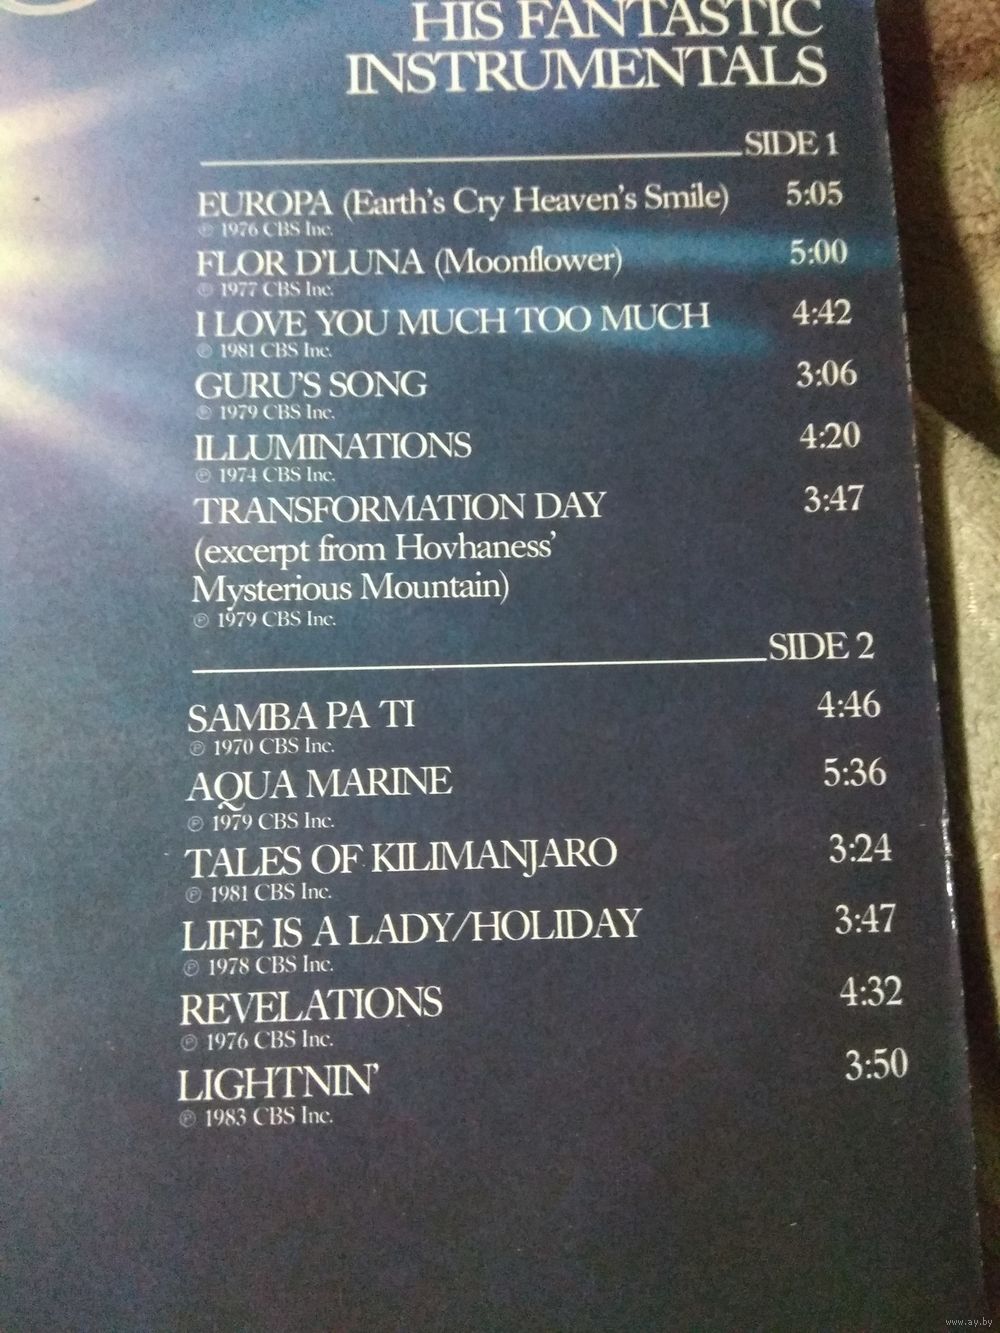 HIS FANTASTIC
INSTRUMENTALS
SIDE 1
EUROPA (Earth's Cry Heaven's Smile) 5:05
℗ 1976 CBS Inc.
FLOR D'LUNA (Moonflower) 5:00
℗ 1977 CBS Inc.
I LOVE YOU MUCH TOO MUCH 4:42
℗ 1981 CBS Inc.
GURU'S SONG 3:06
℗ 1979 CBS Inc.
ILLUMINATIONS 4:20
℗ 1974 CBS Inc.
TRANSFORMATION DAY 3:47
(excerpt from Hovhaness'
Mysterious Mountain)
℗ 1979 CBS Inc.
SIDE 2
SAMBA PA TI 4:46
℗ 1970 CBS Inc.
AQUA MARINE 5:36
℗ 1979 CBS Inc.
TALES OF KILIMANJARO 3:24
℗ 1981 CBS Inc.
LIFE IS A LADY/HOLIDAY 3:47
℗ 1978 CBS Inc.
REVELATIONS 4:32
℗ 1976 CBS Inc.
LIGHTNIN' 3:50
℗ 1983 CBS Inc.
www.ay.by